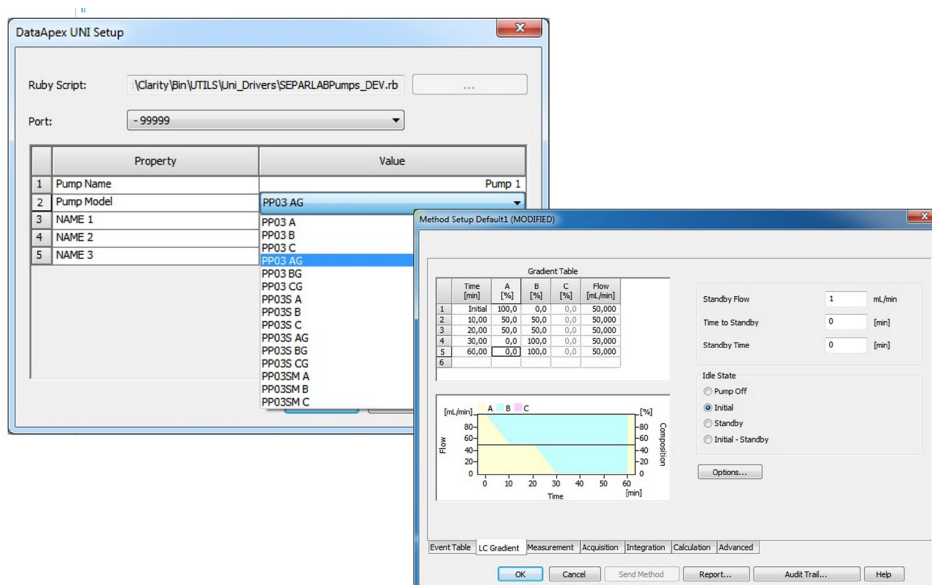 DataApex UNI Setup
Ruby Script: :\Clarity\Bin\UTILS\Uni_Drivers\SEPARLABPumps_DEV.rb ...
Port: - 99999
Property Value
1 Pump Name Pump 1
2 Pump Model PP03 AG
3 NAME 1
4 NAME 2
5 NAME 3
PP03 A
PP03 B
PP03 C
PP03 AG
PP03 BG
PP03 CG
PP03S A
PP03S B
PP03S C
PP03S AG
PP03S BG
PP03S CG
PP03SM A
PP03SM B
PP03SM C
Method Setup Default1 (MODIFIED)
Gradient Table
Time [min] A [%] B [%] C [%] Flow [mL/min]
1 Initial 100,0 0,0 0,0 50,000
2 10,00 50,0 50,0 0,0 50,000
3 20,00 50,0 50,0 0,0 50,000
4 30,00 0,0 100,0 0,0 50,000
5 60,00 0,0 100,0 0,0 50,000
6
Standby Flow 1 mL/min
Time to Standby 0 [min]
Standby Time 0 [min]
Idle State
Pump Off
Initial
Standby
Initial - Standby
Options...
[mL/min] A B C [%]
80 80
60 60
40 40
20 20
0 0
Flow
Composition
0 10 20 30 40 50 60
Time [min]
Event Table LC Gradient Measurement Acquisition Integration Calculation Advanced
OK Cancel Send Method Report... Audit Trail... Help